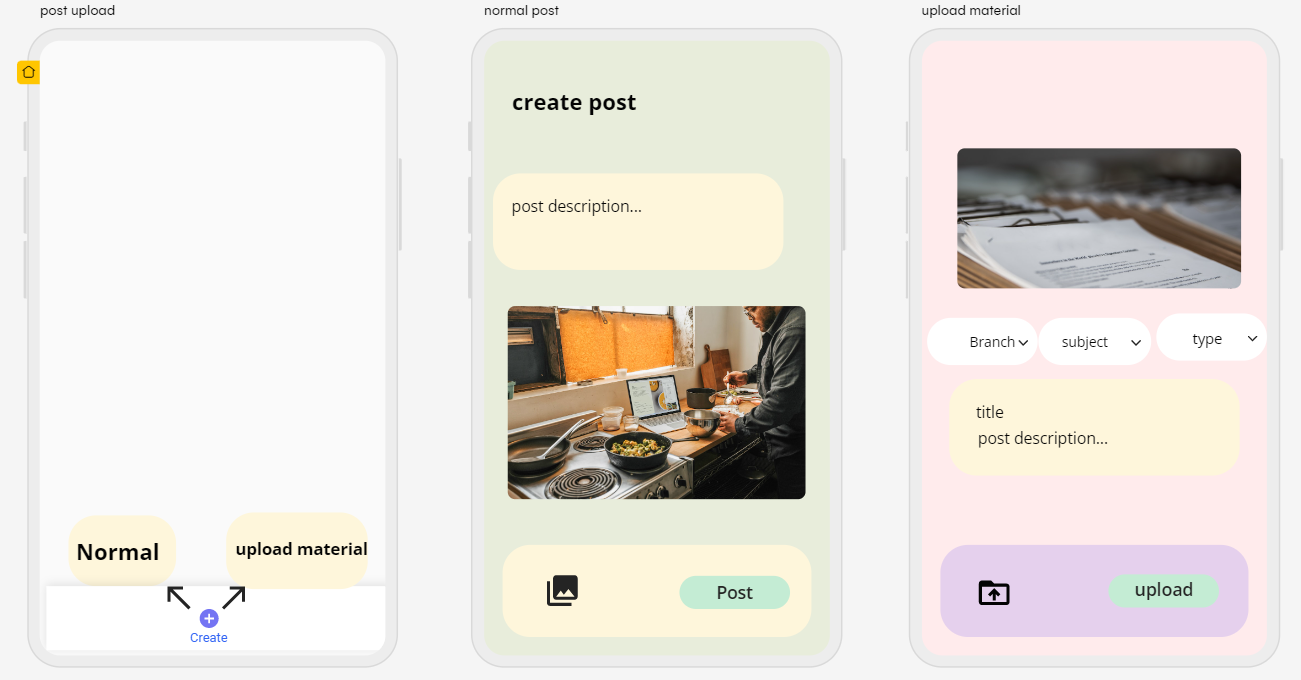 post upload
Normal
upload material
Create
normal post
create post
post description...
Post
upload material
Branch
subject
type
title
post description...
upload